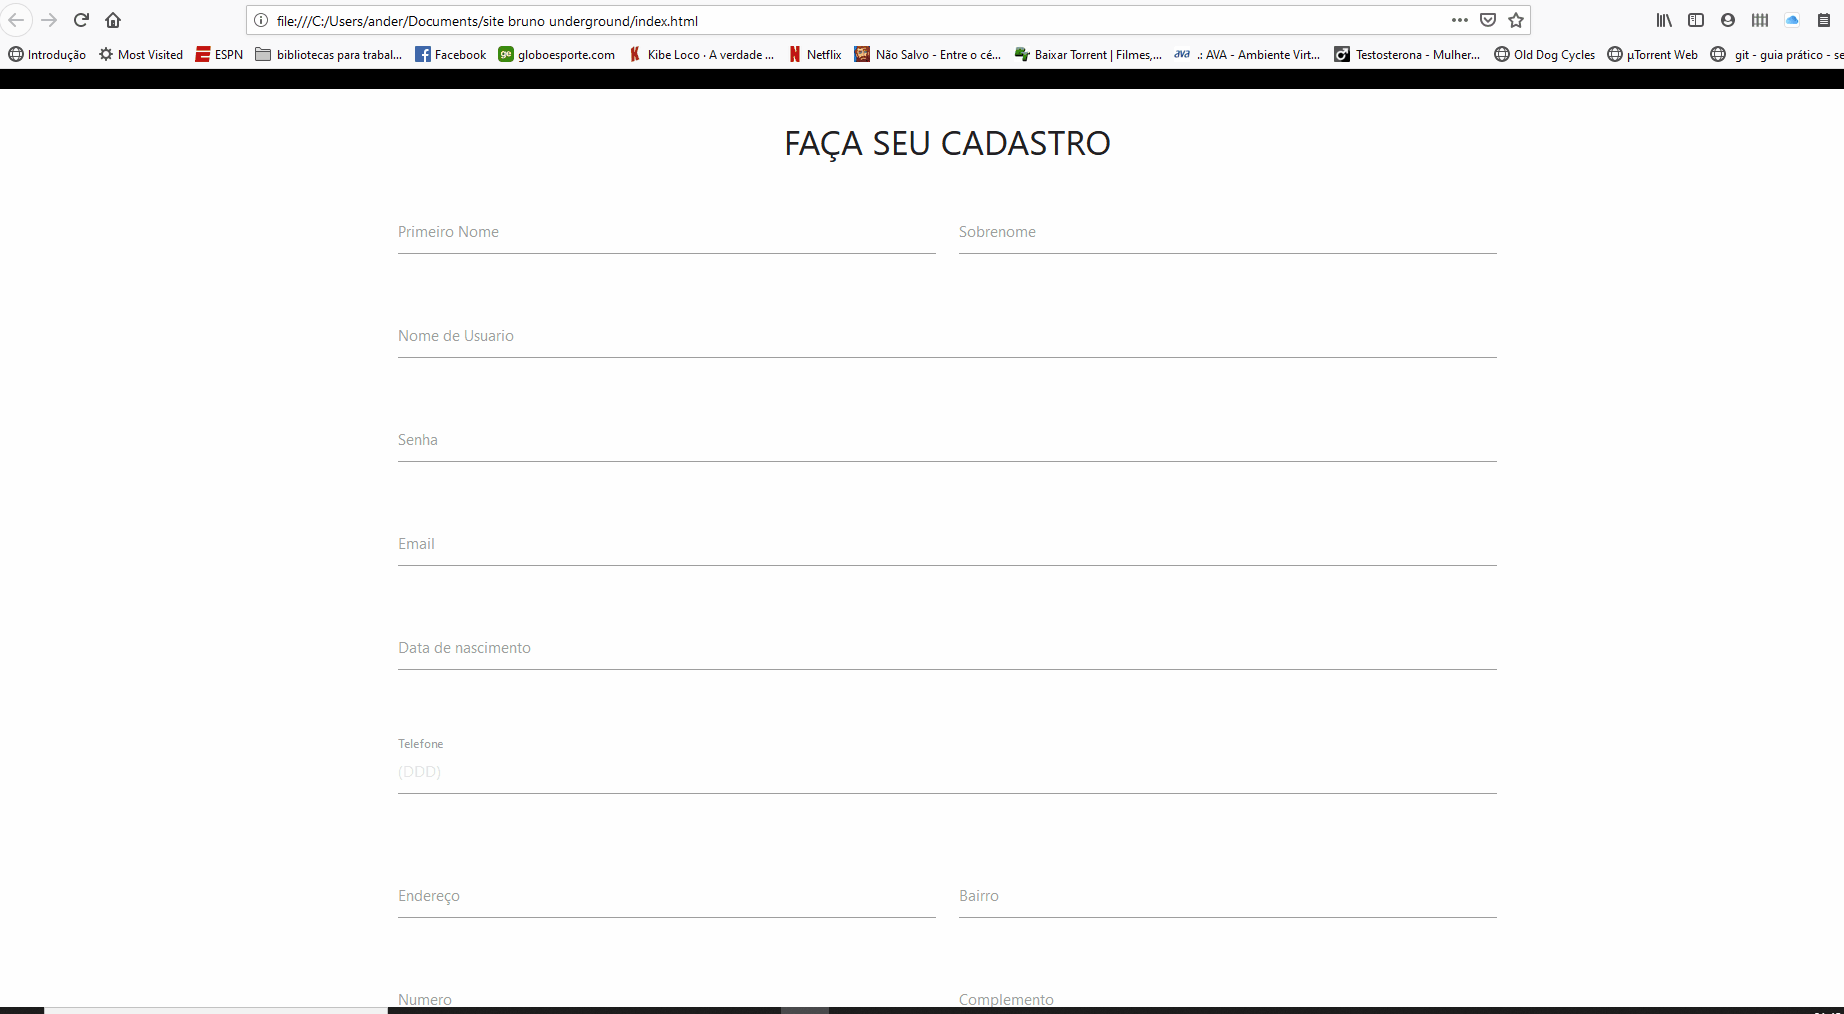 file:///C:/Users/ander/Documents/site bruno underground/index.html
Introdução Most Visited ESPN bibliotecas para trabal... Facebook ge globoesporte.com Kibe Loco · A verdade ... Netflix Não Salvo - Entre o cé... Baixar Torrent | Filmes,... ava .: AVA - Ambiente Virt... Testosterona - Mulher... Old Dog Cycles µTorrent Web git - guia prático - se
FAÇA SEU CADASTRO
Primeiro Nome Sobrenome
Nome de Usuario
Senha
Email
Data de nascimento
Telefone
(DDD)
Endereço Bairro
Numero Complemento